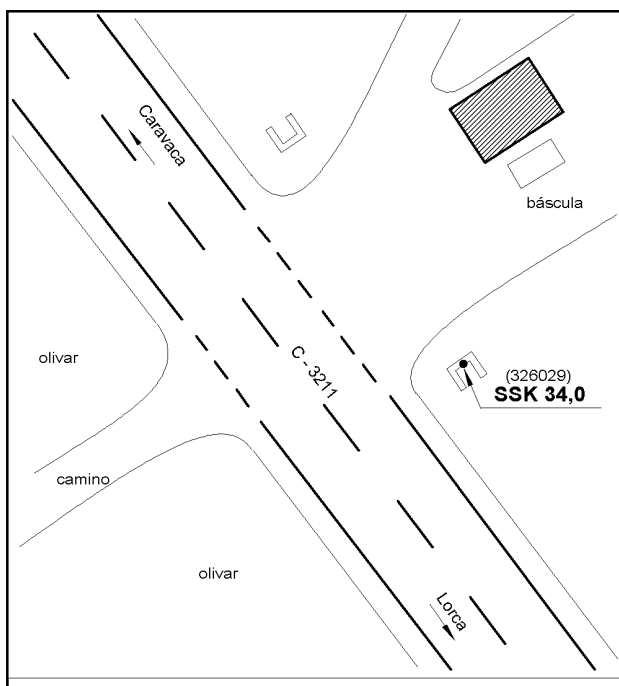 Caravaca
báscula
olivar
C - 3211
(326029)
SSK 34,0
camino
olivar
Lorca